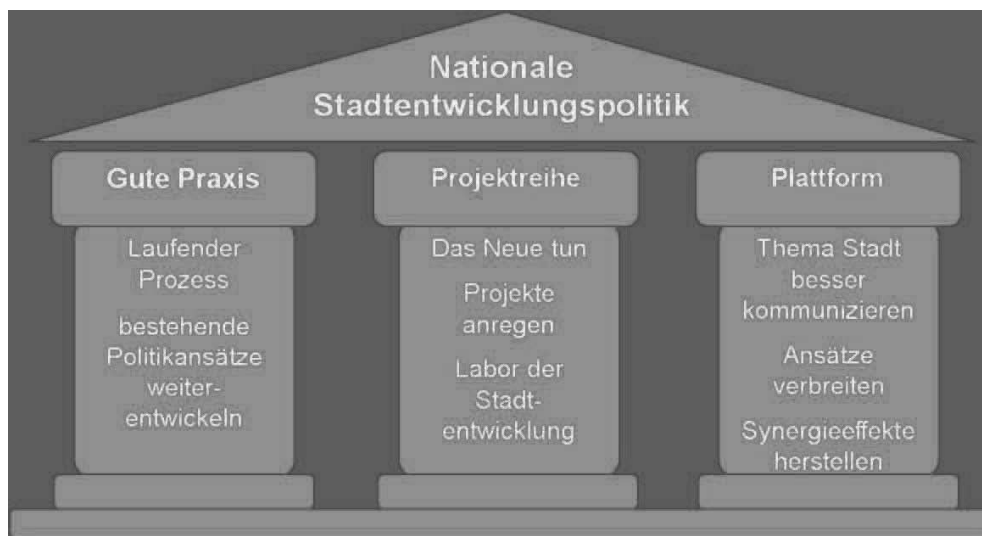 Nationale
Stadtentwicklungspolitik
Gute Praxis
Laufender
Prozess
bestehende
Politikansätze
weiter-
entwickeln
Projektreihe
Das Neue tun
Projekte
anregen
Labor der
Stadt-
entwicklung
Plattform
Thema Stadt
besser
kommunizieren
Ansätze
verbreiten
Synergieeffekte
herstellen